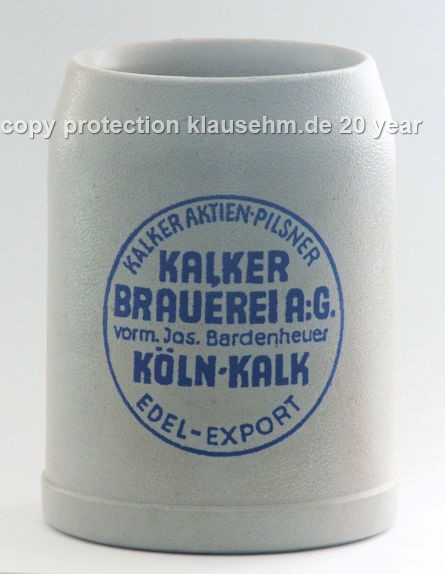 copy protection klausehm.de 20 year
KALKER AKTIEN-PILSNER
KALKER
BRAUEREI A:G.
vorm. Jos. Bardenheuer
KÖLN-KALK
EDEL-EXPORT